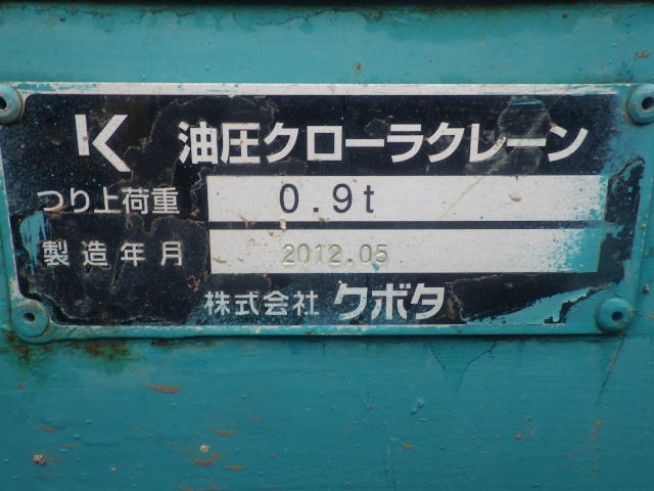 K 油圧クローラクレーン
つり上荷重 0.9t
製造年月 2012.05
株式会社 クボタ